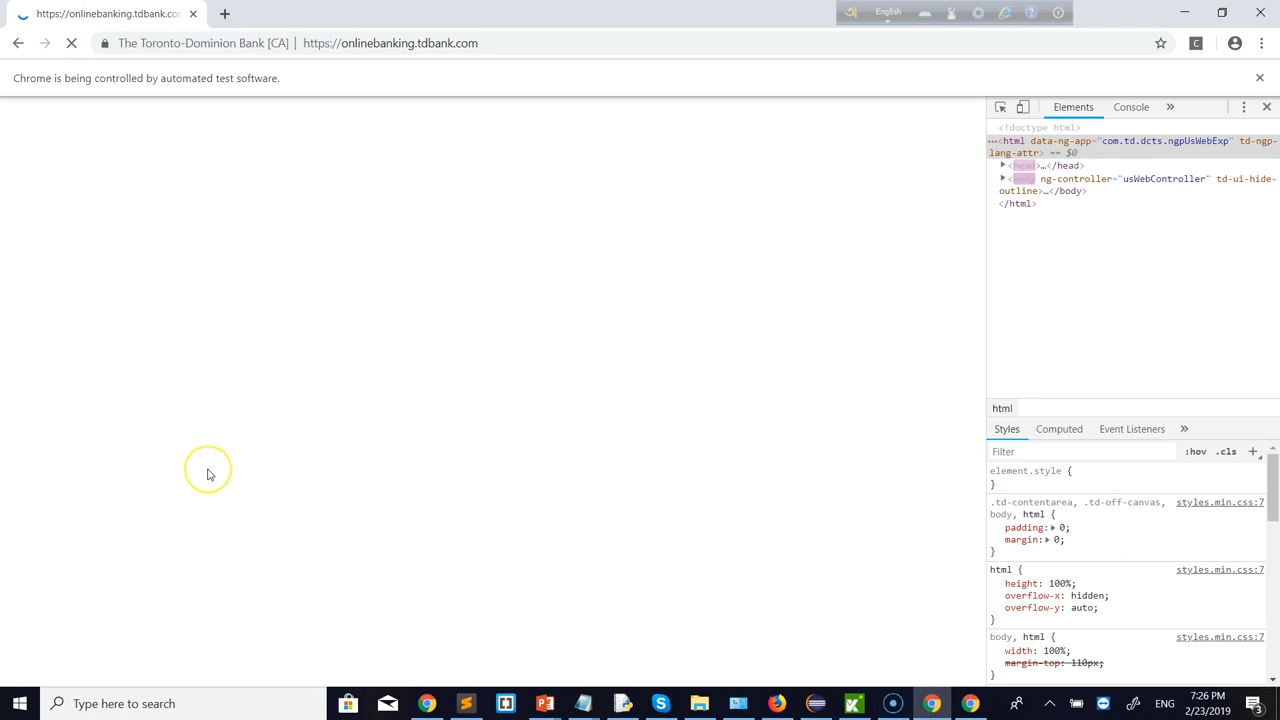 https://onlinebanking.tdbank.con
English
The Toronto-Dominion Bank [CA] | https://onlinebanking.tdbank.com
C
Chrome is being controlled by automated test software.
Elements
Console
<!doctype html>
···<html data-ng-app="com.td.dcts.ngpUsWebExp" td-ngp-
lang-attr> == $0
<head>…</head>
<body ng-controller="usWebController" td-ui-hide-
outline>…</body>
</html>
html
Styles
Computed
Event Listeners
Filter
:hov .cls +
element.style {
}
.td-contentarea, .td-off-canvas, styles.min.css:7
body, html {
padding: 0;
margin: 0;
}
html { styles.min.css:7
height: 100%;
overflow-x: hidden;
overflow-y: auto;
}
body, html { styles.min.css:7
width: 100%;
margin-top: 110px;
}
Type here to search
ENG
7:26 PM
2/23/2019
3